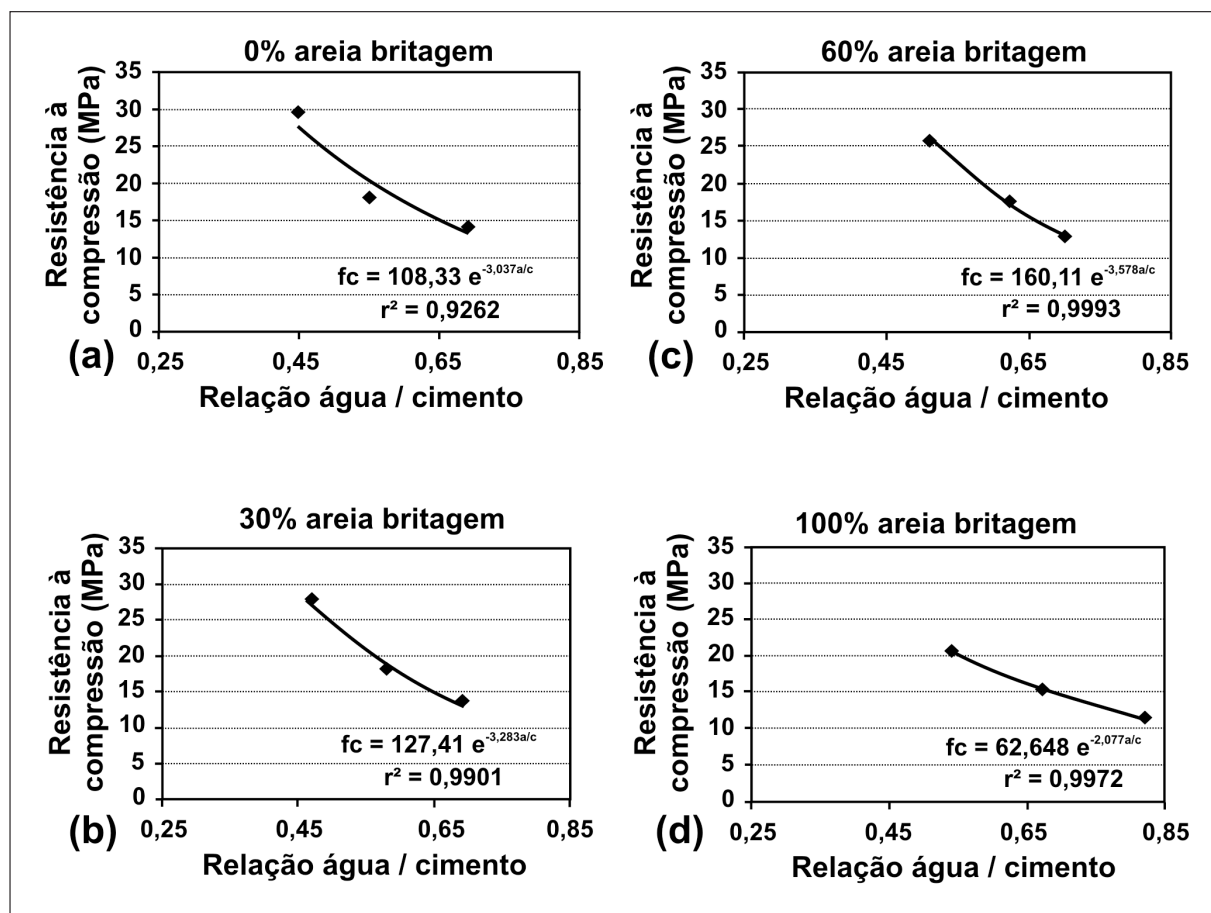 0% areia britagem
Resistência à
compressão (MPa)
35
30
25
20
15
10
5
0
fc = 108,33 e-3,037a/c
r² = 0,9262
(a)
0,25 0,45 0,65 0,85
Relação água / cimento
60% areia britagem
Resistência à
compressão (MPa)
35
30
25
20
15
10
5
0
fc = 160,11 e-3,578a/c
r² = 0,9993
(c)
0,25 0,45 0,65 0,85
Relação água / cimento
30% areia britagem
Resistência à
compressão (MPa)
35
30
25
20
15
10
5
0
fc = 127,41 e-3,283a/c
r² = 0,9901
(b)
0,25 0,45 0,65 0,85
Relação água / cimento
100% areia britagem
Resistência à
compressão (MPa)
35
30
25
20
15
10
5
0
fc = 62,648 e-2,077a/c
r² = 0,9972
(d)
0,25 0,45 0,65 0,85
Relação água / cimento